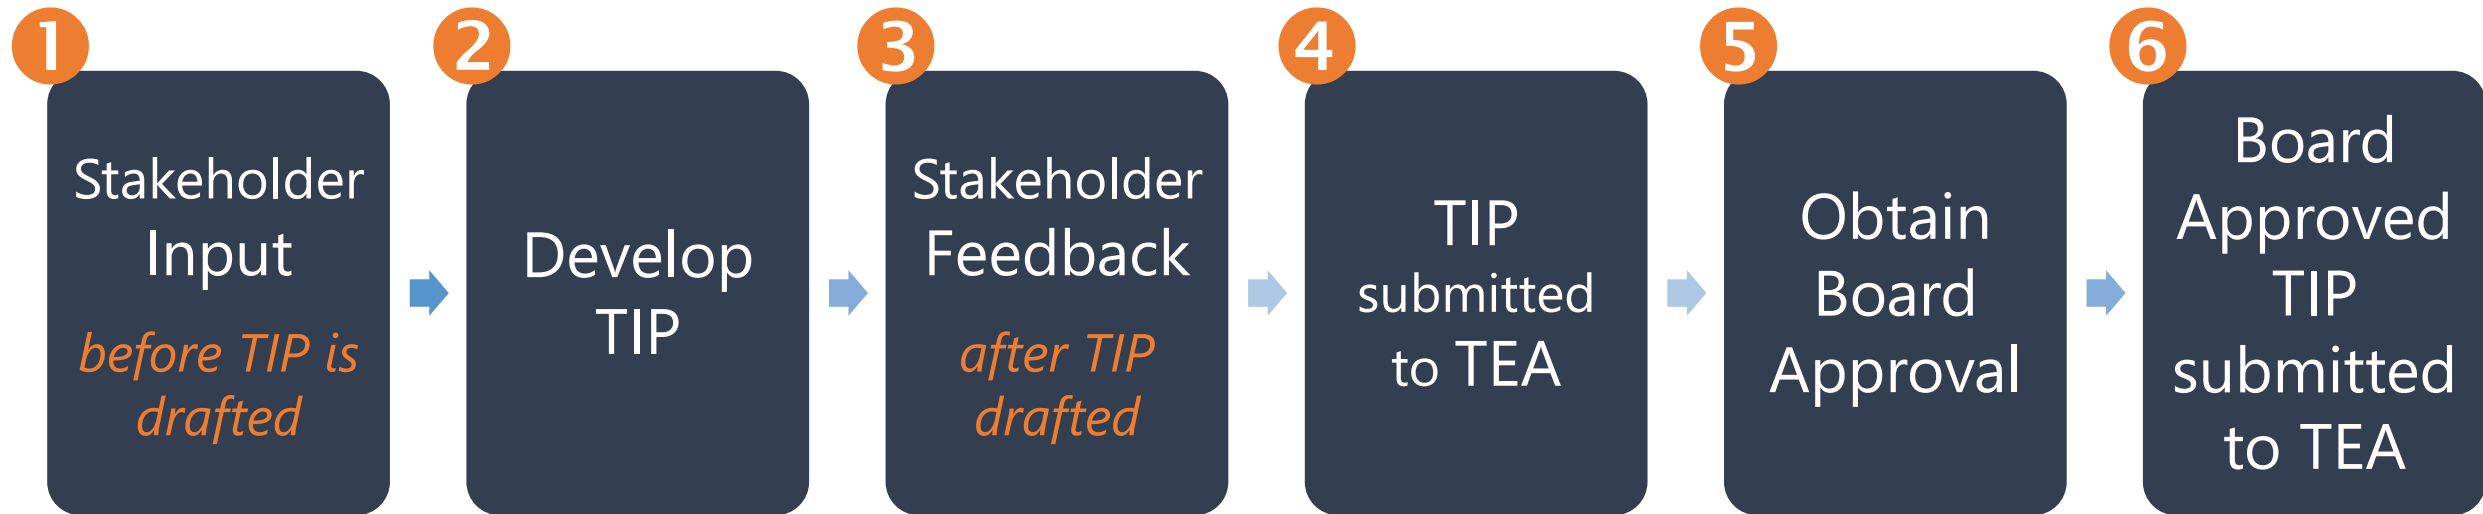 1
Stakeholder
Input
before TIP is
drafted
2
Develop
TIP
3
Stakeholder
Feedback
after TIP
drafted
4
TIP
submitted
to TEA
5
Obtain
Board
Approval
6
Board
Approved
TIP
submitted
to TEA